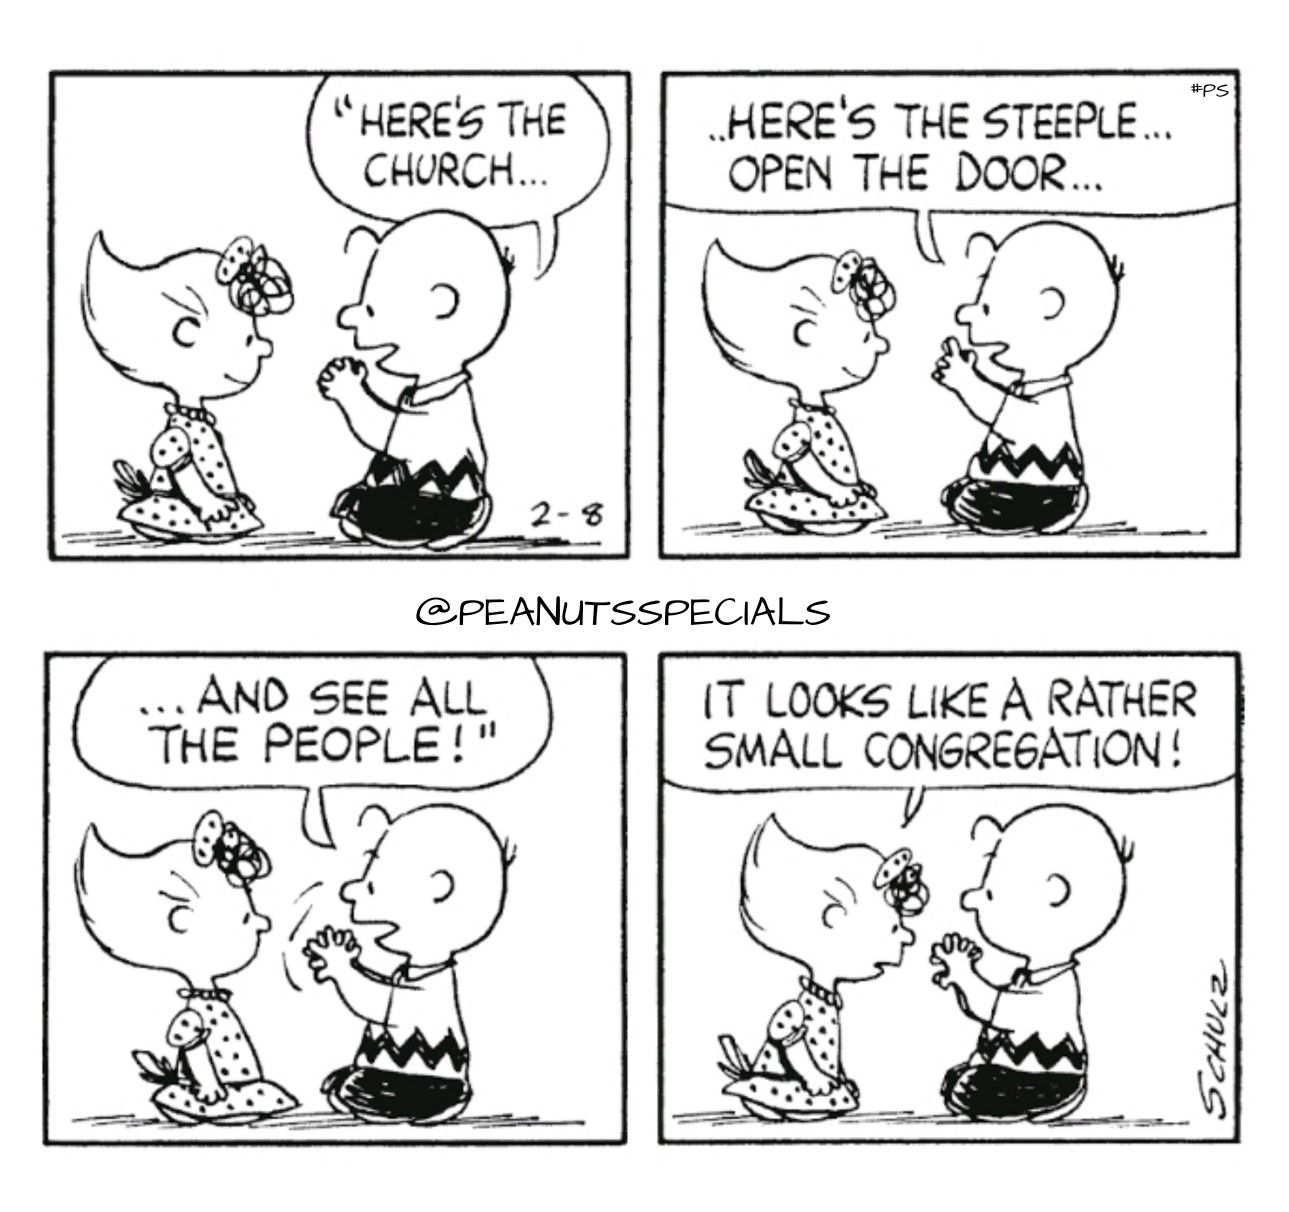 "HERE'S THE
CHURCH...
2-8
#PS
..HERE'S THE STEEPLE...
OPEN THE DOOR...
@PEANUTSSPECIALS
...AND SEE ALL
THE PEOPLE!"
IT LOOKS LIKE A RATHER
SMALL CONGREGATION!
SCHULZ